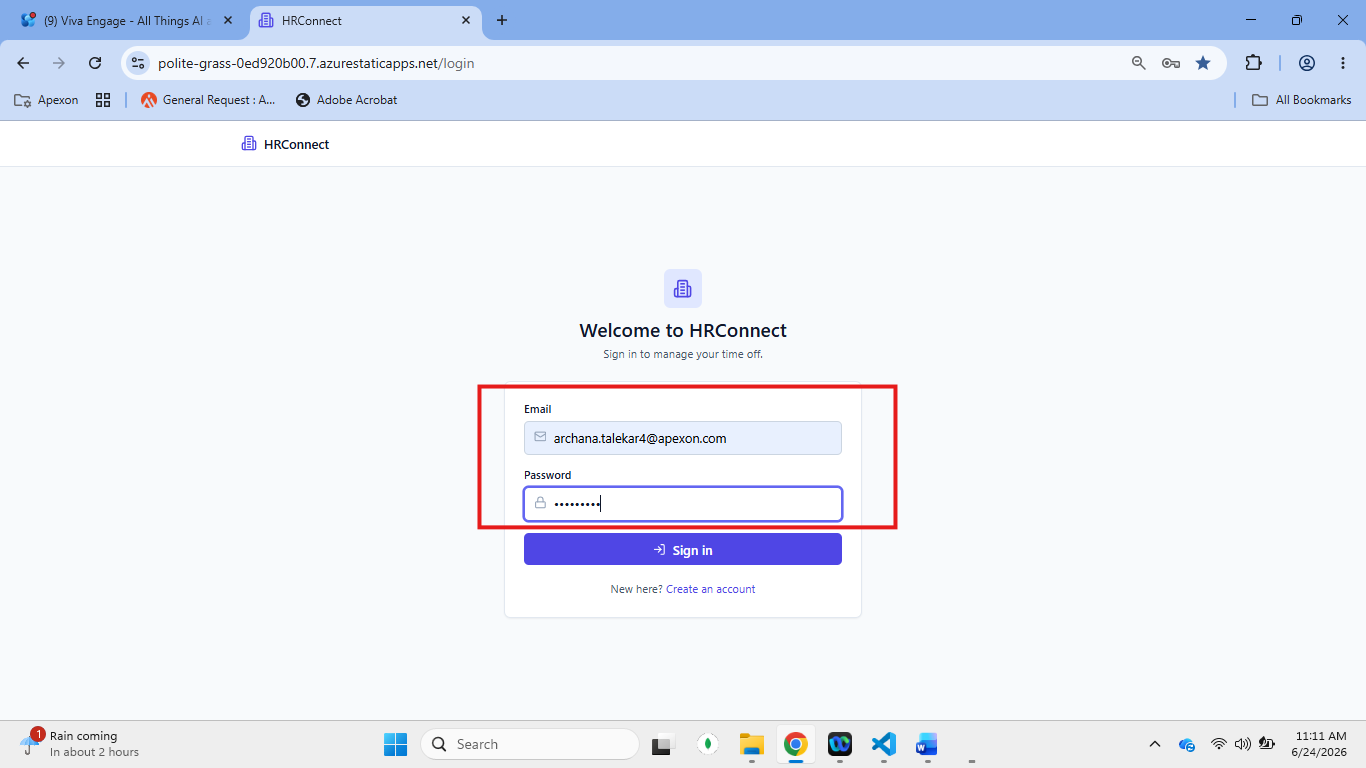 (9) Viva Engage - All Things AI a
HRConnect
polite-grass-0ed920b00.7.azurestaticapps.net/login
Apexon
General Request : A...
Adobe Acrobat
All Bookmarks
HRConnect
Welcome to HRConnect
Sign in to manage your time off.
Email
archana.talekar4@apexon.com
Password
•••••••••
Sign in
New here? Create an account
1
Rain coming
In about 2 hours
Search
W
11:11 AM
6/24/2026